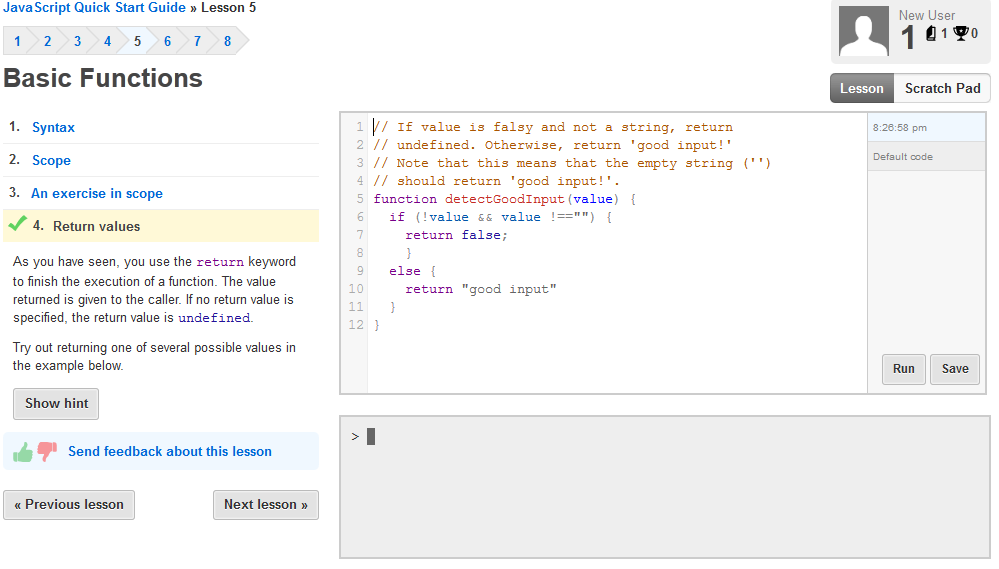 JavaScript Quick Start Guide » Lesson 5
1 2 3 4 5 6 7 8
New User
1 1 0
Basic Functions
Lesson Scratch Pad
1. Syntax
2. Scope
3. An exercise in scope
4. Return values
As you have seen, you use the return keyword
to finish the execution of a function. The value
returned is given to the caller. If no return value is
specified, the return value is undefined.
Try out returning one of several possible values in
the example below.
Show hint
Send feedback about this lesson
« Previous lesson Next lesson »
1 // If value is falsy and not a string, return
2 // undefined. Otherwise, return 'good input!'
3 // Note that this means that the empty string ('')
4 // should return 'good input!'.
5 function detectGoodInput(value) {
6 if (!value && value !=="") {
7 return false;
8 }
9 else {
10 return "good input"
11 }
12 }
8:26:58 pm
Default code
Run Save
>